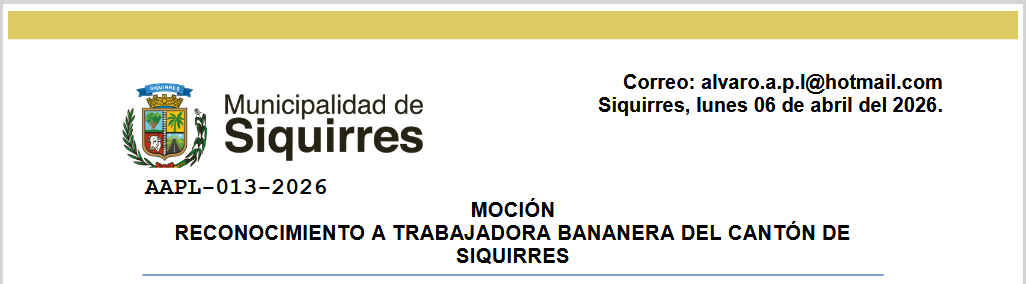 Correo: alvaro.a.p.l@hotmail.com
Siquirres, lunes 06 de abril del 2026.
SIQUIRRES
Municipalidad de
Siquirres
AAPL-013-2026
MOCIÓN
RECONOCIMIENTO A TRABAJADORA BANANERA DEL CANTÓN DE
SIQUIRRES